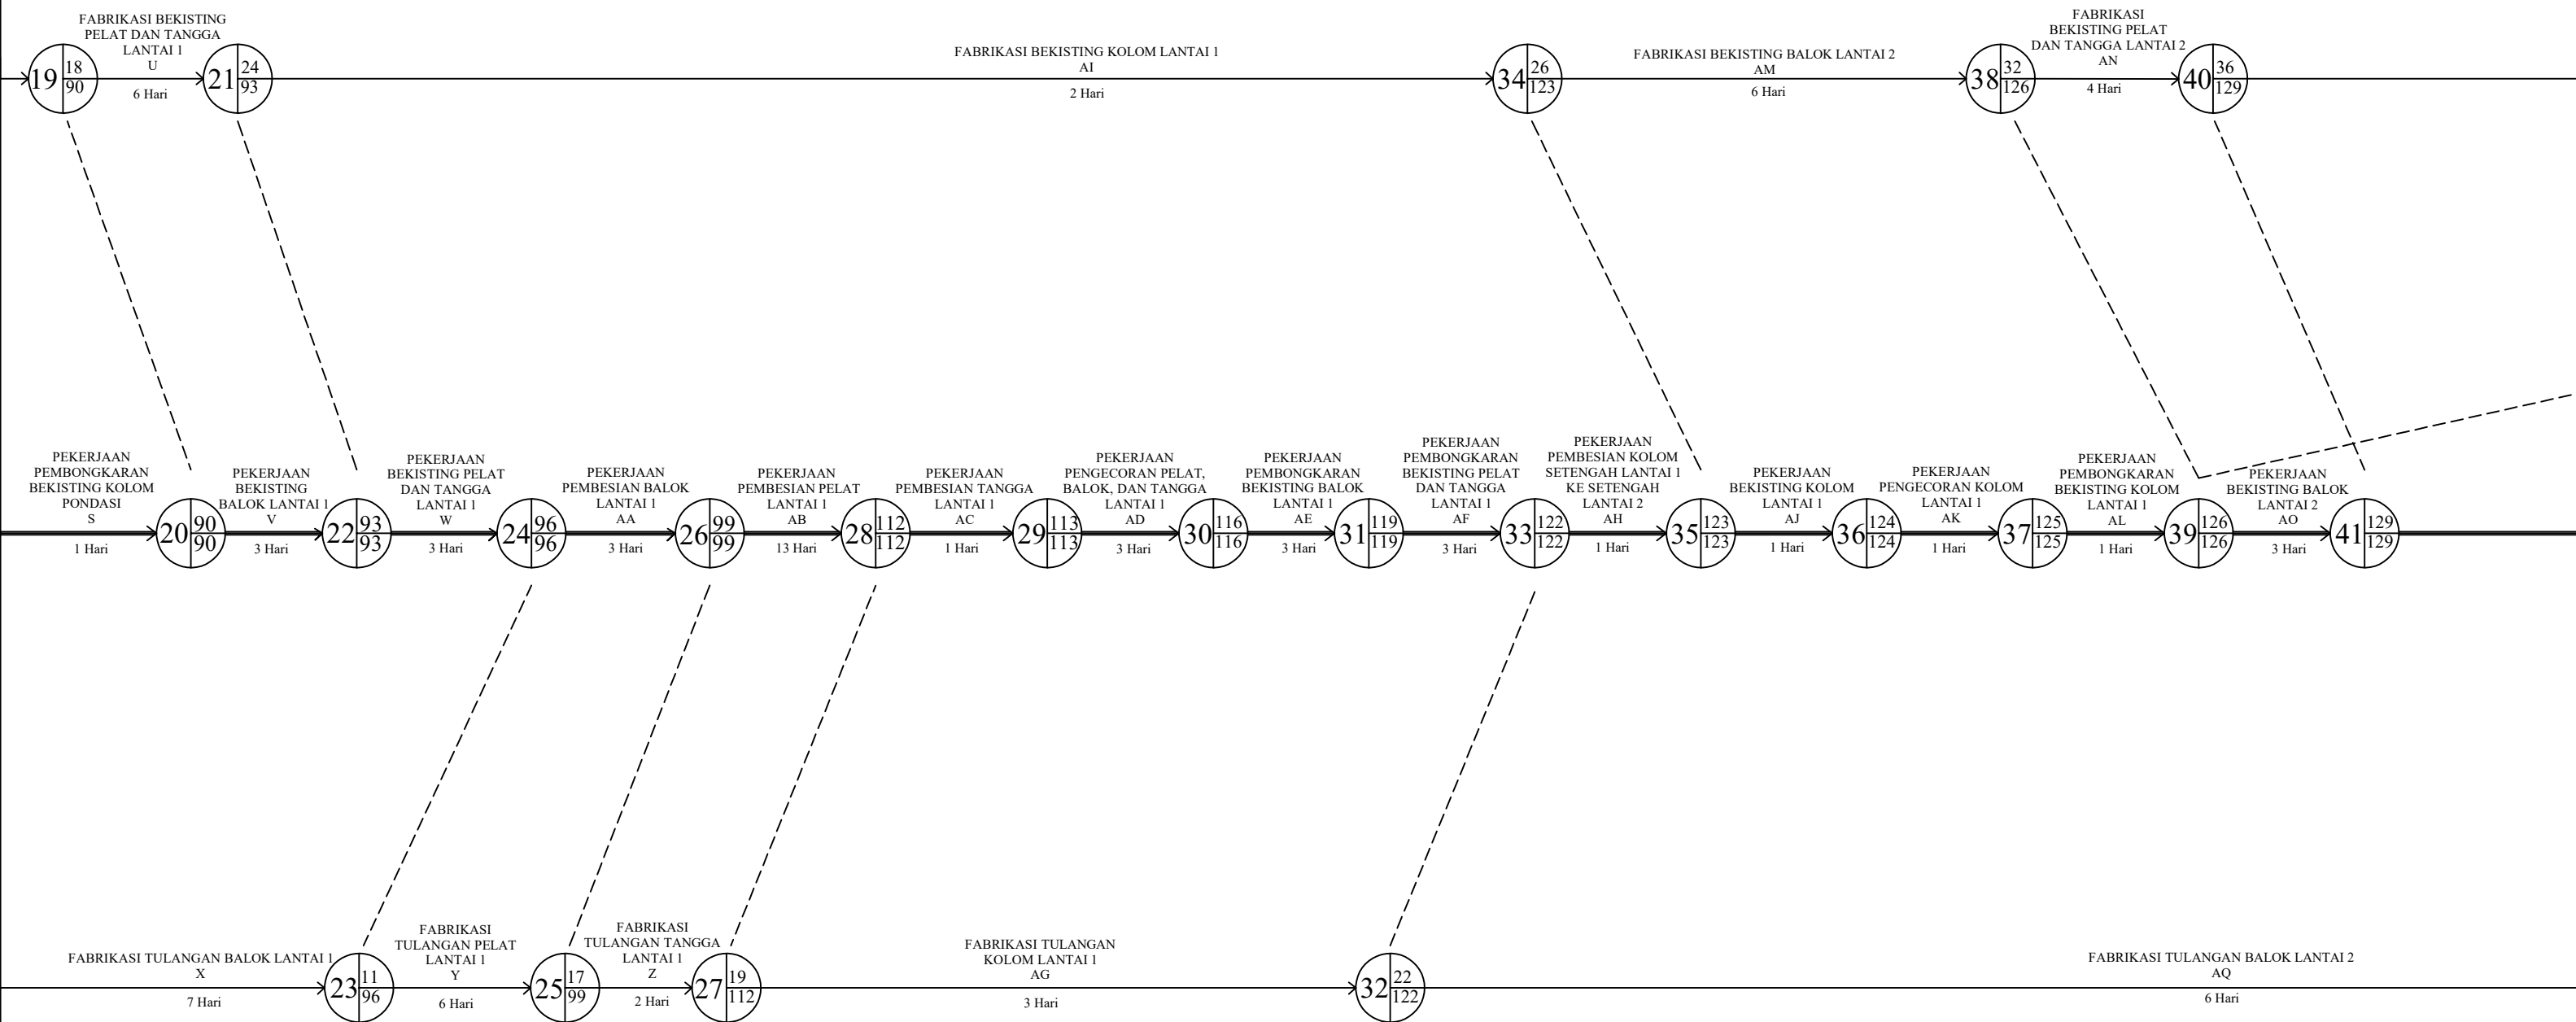 FABRIKASI BEKISTING
PELAT DAN TANGGA
LANTAI 1
U
6 Hari
19
18
90
21
24
93
FABRIKASI BEKISTING KOLOM LANTAI 1
AI
2 Hari
34
26
123
FABRIKASI BEKISTING BALOK LANTAI 2
AM
6 Hari
38
32
126
FABRIKASI
BEKISTING PELAT
DAN TANGGA LANTAI 2
AN
4 Hari
40
36
129
PEKERJAAN
PEMBONGKARAN
BEKISTING KOLOM
PONDASI
S
1 Hari
20
90
90
PEKERJAAN
BEKISTING
BALOK LANTAI 1
V
3 Hari
22
93
93
PEKERJAAN
BEKISTING PELAT
DAN TANGGA
LANTAI 1
W
3 Hari
24
96
96
PEKERJAAN
PEMBESIAN BALOK
LANTAI 1
AA
3 Hari
26
99
99
PEKERJAAN
PEMBESIAN PELAT
LANTAI 1
AB
13 Hari
28
112
112
PEKERJAAN
PEMBESIAN TANGGA
LANTAI 1
AC
1 Hari
29
113
113
PEKERJAAN
PENGECORAN PELAT,
BALOK, DAN TANGGA
LANTAI 1
AD
3 Hari
30
116
116
PEKERJAAN
PEMBONGKARAN
BEKISTING BALOK
LANTAI 1
AE
3 Hari
31
119
119
PEKERJAAN
PEMBONGKARAN
BEKISTING PELAT
DAN TANGGA
LANTAI 1
AF
3 Hari
33
122
122
PEKERJAAN
PEMBESIAN KOLOM
SETENGAH LANTAI 1
KE SETENGAH
LANTAI 2
AH
1 Hari
35
123
123
PEKERJAAN
BEKISTING KOLOM
LANTAI 1
AJ
1 Hari
36
124
124
PEKERJAAN
PENGECORAN KOLOM
LANTAI 1
AK
1 Hari
37
125
125
PEKERJAAN
PEMBONGKARAN
BEKISTING KOLOM
LANTAI 1
AL
1 Hari
39
126
126
PEKERJAAN
BEKISTING BALOK
LANTAI 2
AO
3 Hari
41
129
129
FABRIKASI TULANGAN BALOK LANTAI 1
X
7 Hari
23
11
96
FABRIKASI
TULANGAN PELAT
LANTAI 1
Y
6 Hari
25
17
99
FABRIKASI
TULANGAN TANGGA
LANTAI 1
Z
2 Hari
27
19
112
FABRIKASI TULANGAN
KOLOM LANTAI 1
AG
3 Hari
32
22
122
FABRIKASI TULANGAN BALOK LANTAI 2
AQ
6 Hari